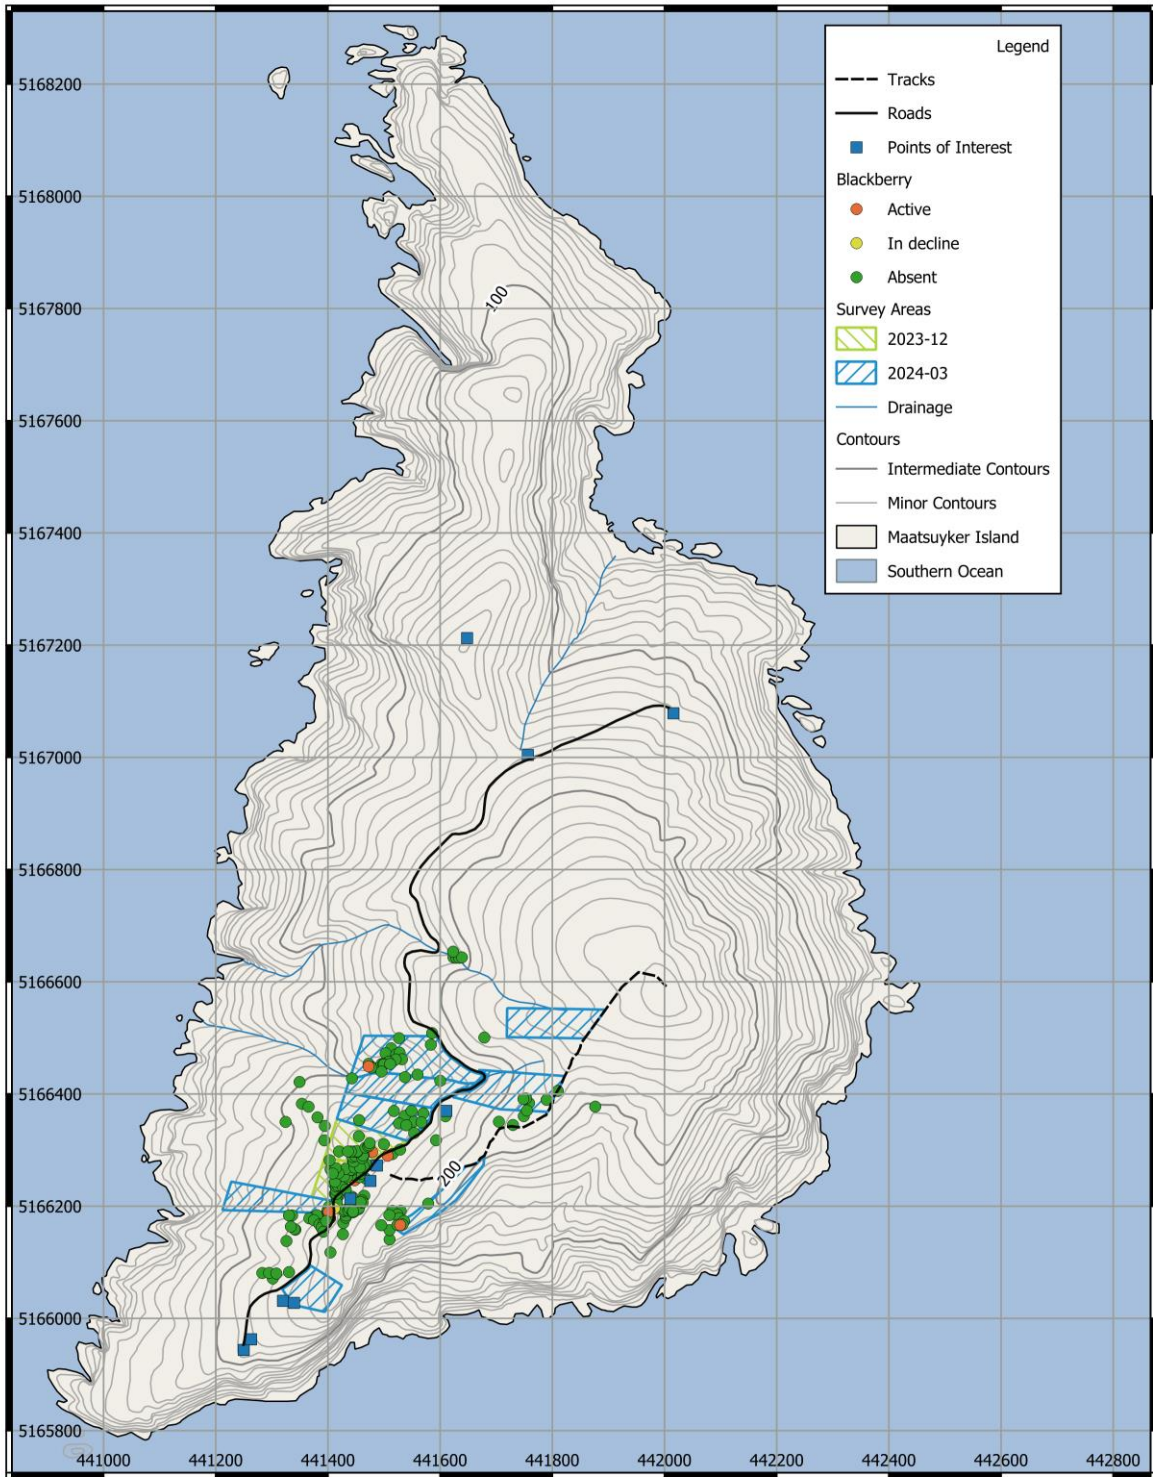 Legend
Tracks
Roads
Points of Interest
Blackberry
Active
In decline
Absent
Survey Areas
2023-12
2024-03
Drainage
Contours
Intermediate Contours
Minor Contours
Maatsuyker Island
Southern Ocean
5168200
5168000
5167800
100
5167600
5167400
5167200
5167000
5166800
5166600
5166400
200
5166200
5166000
5165800
441000 441200 441400 441600 441800 442000 442200 442400 442600 442800